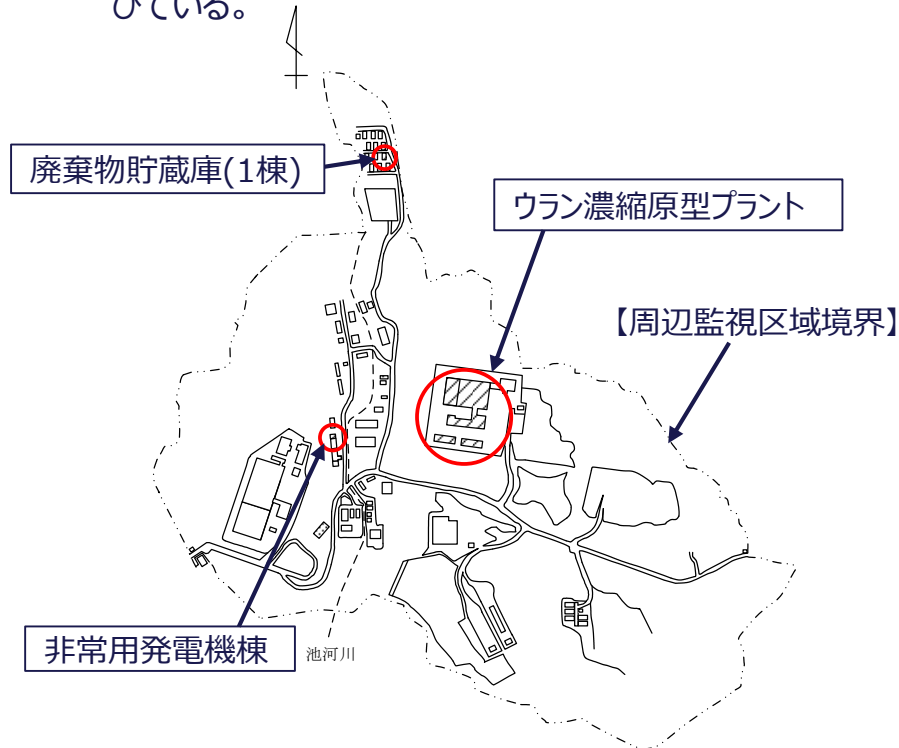 びている。
廃棄物貯蔵庫(1棟)
ウラン濃縮原型プラント
【周辺監視区域境界】
非常用発電機棟
池河川